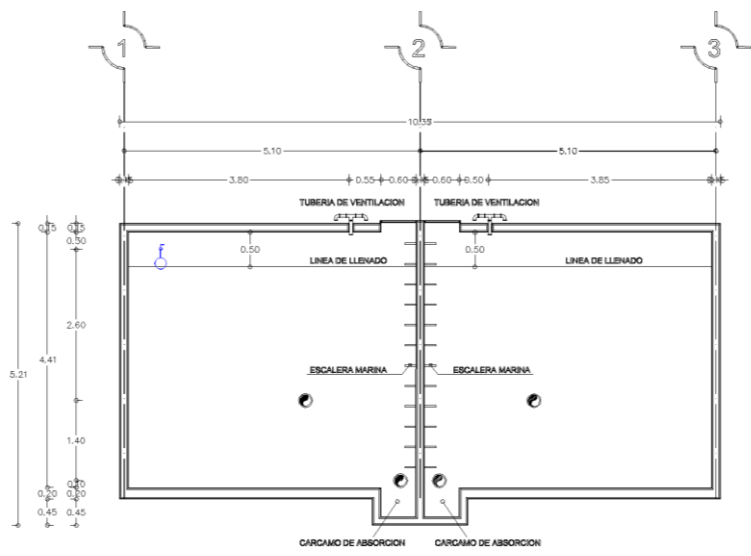 1 2 3
10.35
5.10 5.10
3.80 0.55 0.60 0.60 0.50 3.85
TUBERIA DE VENTILACION TUBERIA DE VENTILACION
0.15 0.15
0.50
0.50 0.50
LINEA DE LLENADO LINEA DE LLENADO
2.60
4.41
5.21
ESCALERA MARINA ESCALERA MARINA
1.40
0.10
0.20 0.20
0.45 0.45
CARCAMO DE ABSORCION CARCAMO DE ABSORCION